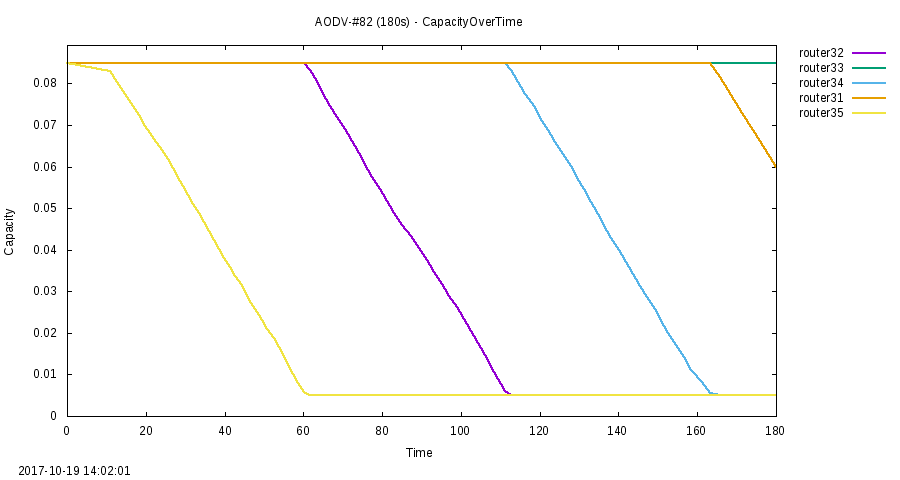 AODV-#82 (180s) - CapacityOverTime
router32
router33
router34
router31
router35
0.08
0.07
0.06
0.05
0.04
0.03
0.02
0.01
0
Capacity
0 20 40 60 80 100 120 140 160 180
Time
2017-10-19 14:02:01